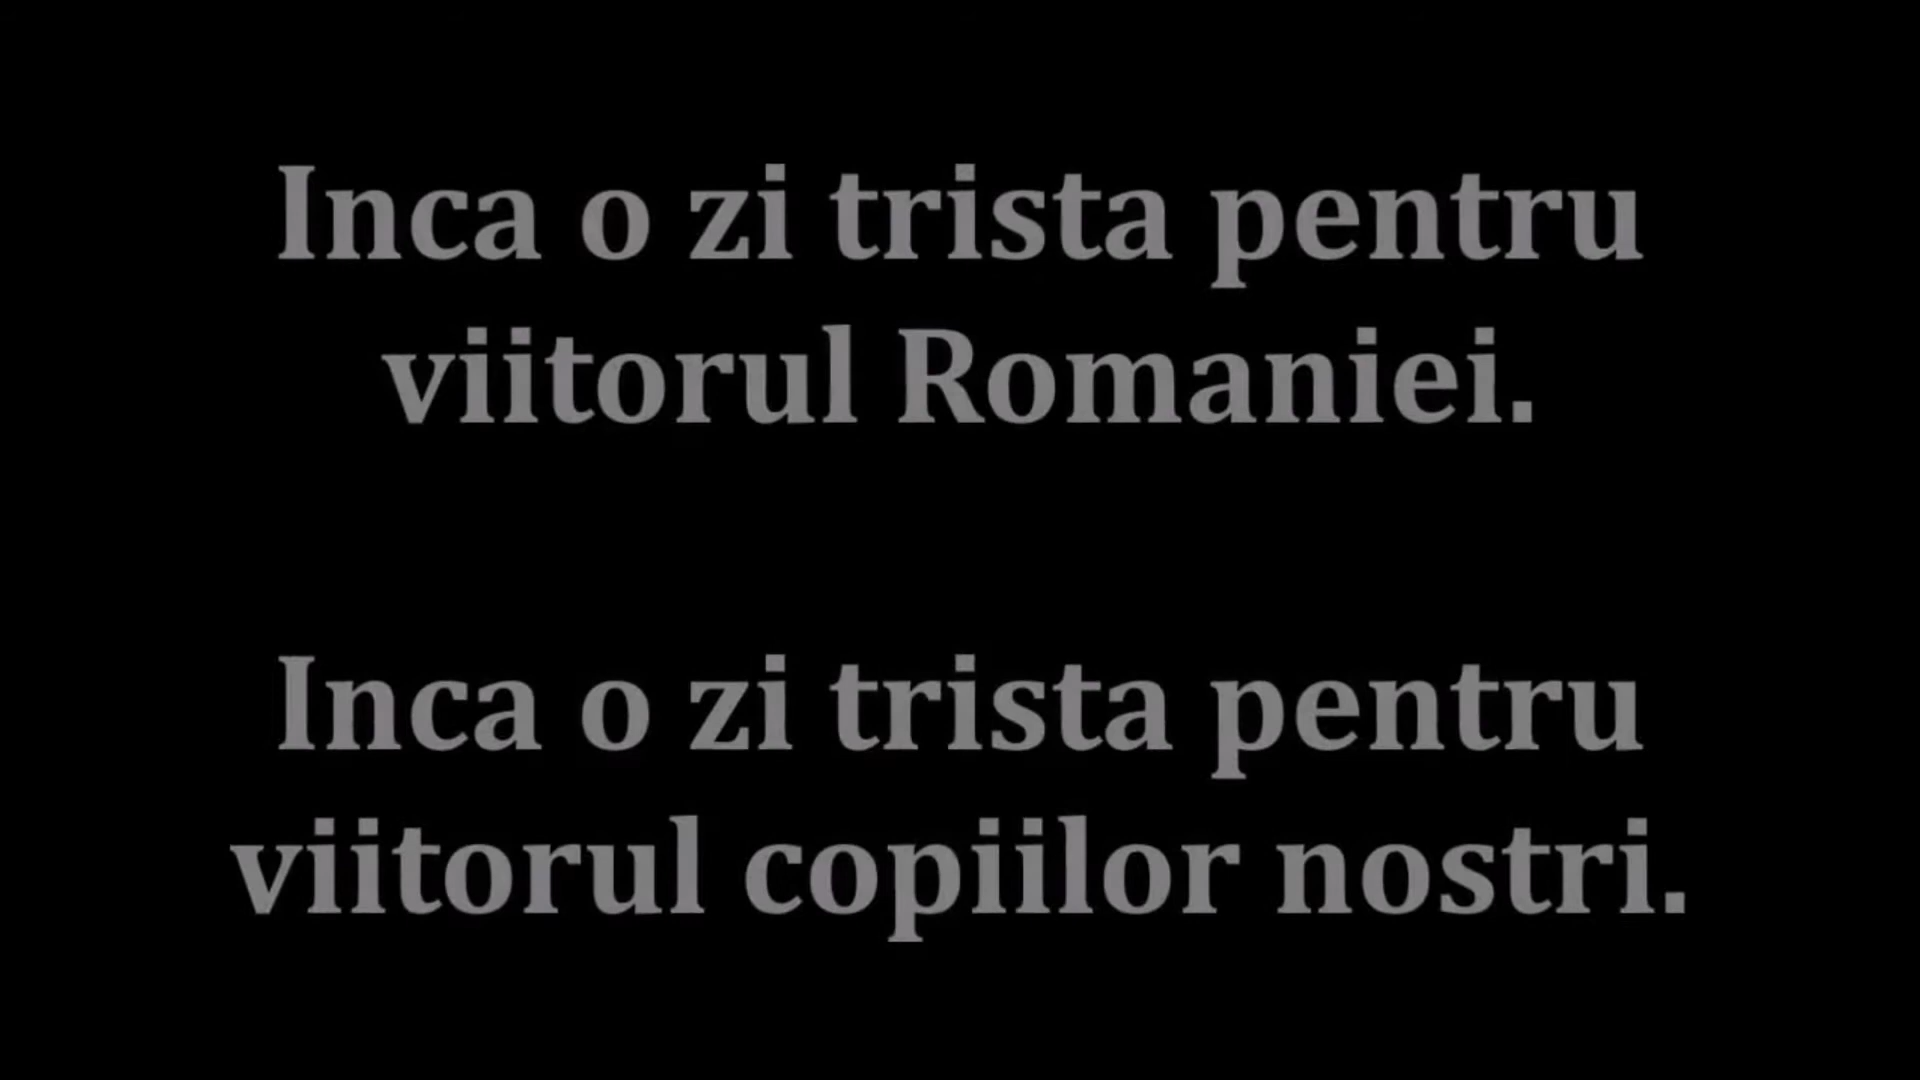 Inca o zi trista pentru
viitorul Romaniei.
Inca o zi trista pentru
viitorul copiilor nostri.